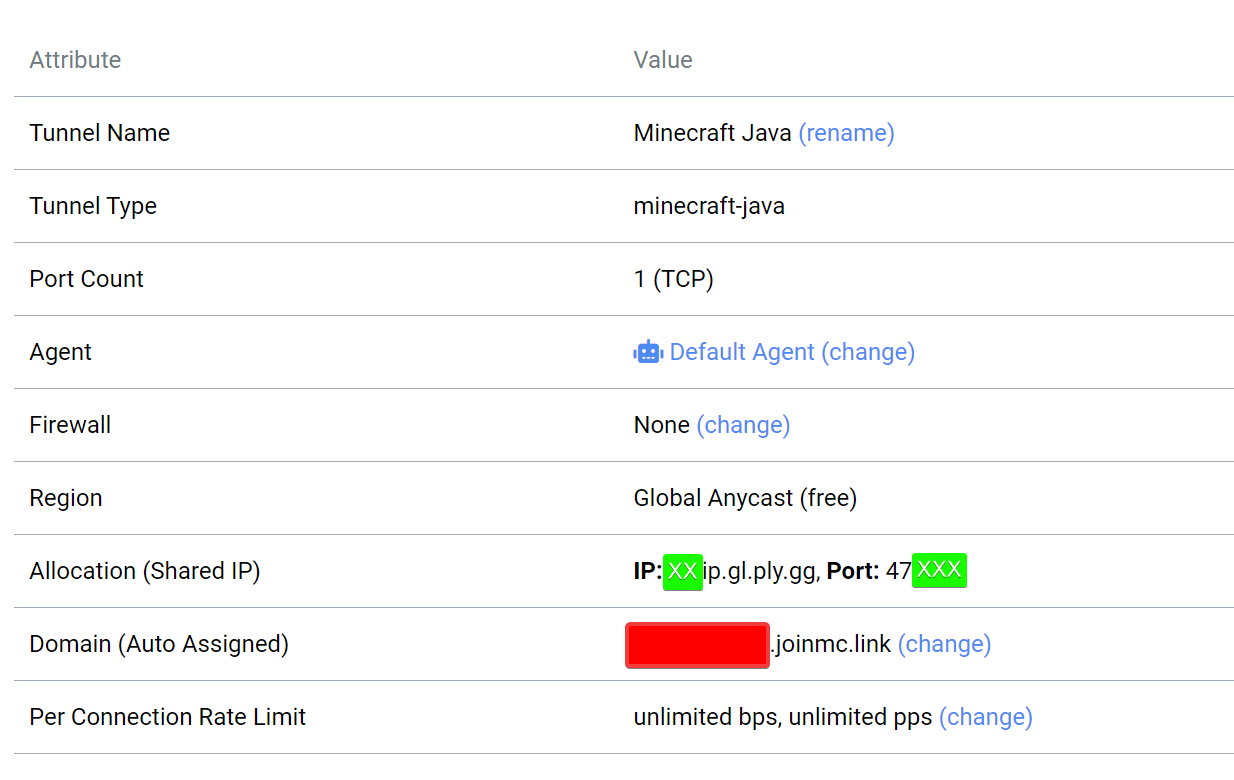 Attribute Value
Tunnel Name Minecraft Java (rename)
Tunnel Type minecraft-java
Port Count 1 (TCP)
Agent Default Agent (change)
Firewall None (change)
Region Global Anycast (free)
Allocation (Shared IP) IP: XX ip.gl.ply.gg, Port: 47XXX
Domain (Auto Assigned) .joinmc.link (change)
Per Connection Rate Limit unlimited bps, unlimited pps (change)